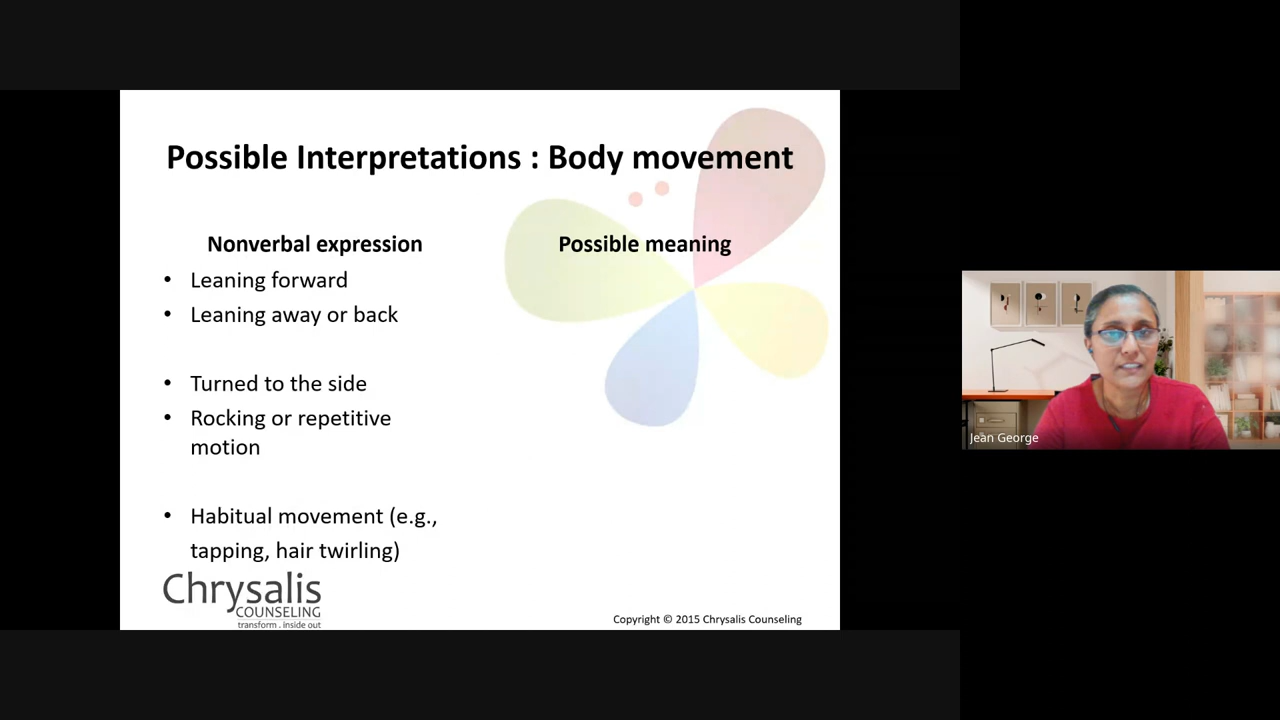 Possible Interpretations : Body movement
Nonverbal expression
Possible meaning
• Leaning forward
• Leaning away or back
• Turned to the side
• Rocking or repetitive
motion
• Habitual movement (e.g.,
tapping, hair twirling)
Chrysalis
COUNSELING
transform . inside out
Copyright © 2015 Chrysalis Counseling
Jean George